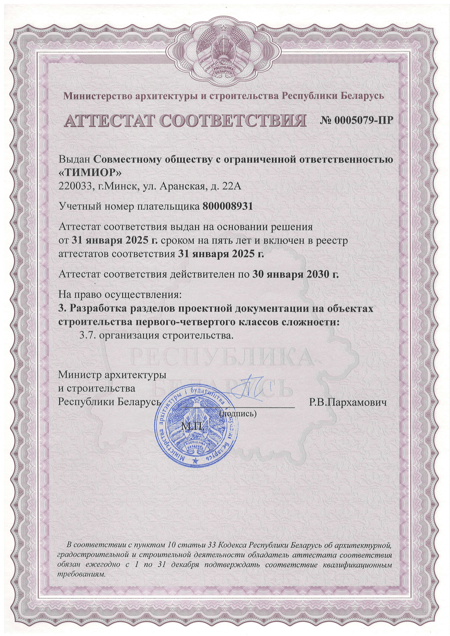 Министерство архитектуры и строительства Республики Беларусь
АТТЕСТАТ СООТВЕТСТВИЯ № 0005079-ПР
Выдан Совместному обществу с ограниченной ответственностью
«ТИМИОР»
220033, г.Минск, ул. Аранская, д. 22А
Учетный номер плательщика 800008931
Аттестат соответствия выдан на основании решения
от 31 января 2025 г. сроком на пять лет и включен в реестр
аттестатов соответствия 31 января 2025 г.
Аттестат соответствия действителен по 30 января 2030 г.
На право осуществления:
3. Разработка разделов проектной документации на объектах
строительства первого-четвертого классов сложности:
3.7. организация строительства.
РЕСПУБЛИКА
БЕЛАРУСЬ
Министр архитектуры
и строительства
Республики Беларусь
Р.В.Пархамович
(подпись)
М.П.
Міністэрства архітэктуры і будаўніцтва Рэспублікі Беларусь
В соответствии с пунктом 10 статьи 33 Кодекса Республики Беларусь об архитектурной,
градостроительной и строительной деятельности обладатель аттестата соответствия
обязан ежегодно с 1 по 31 декабря подтверждать соответствие квалификационным
требованиям.